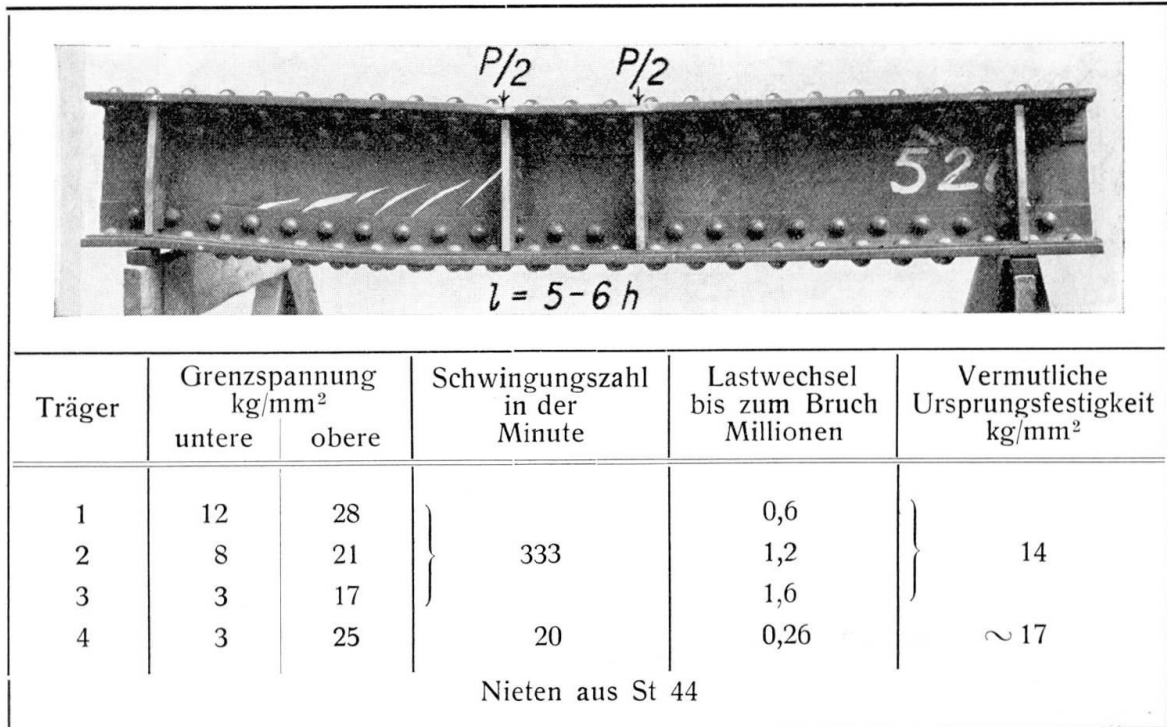 P/2 P/2
52
l = 5-6 h
Träger
Grenzspannung
kg/mm²
untere obere
Schwingungszahl
in der
Minute
Lastwechsel
bis zum Bruch
Millionen
Vermutliche
Ursprungsfestigkeit
kg/mm²
1 12 28 0,6
2 8 21 333 1,2 14
3 3 17 1,6
4 3 25 20 0,26 ~ 17
Nieten aus St 44